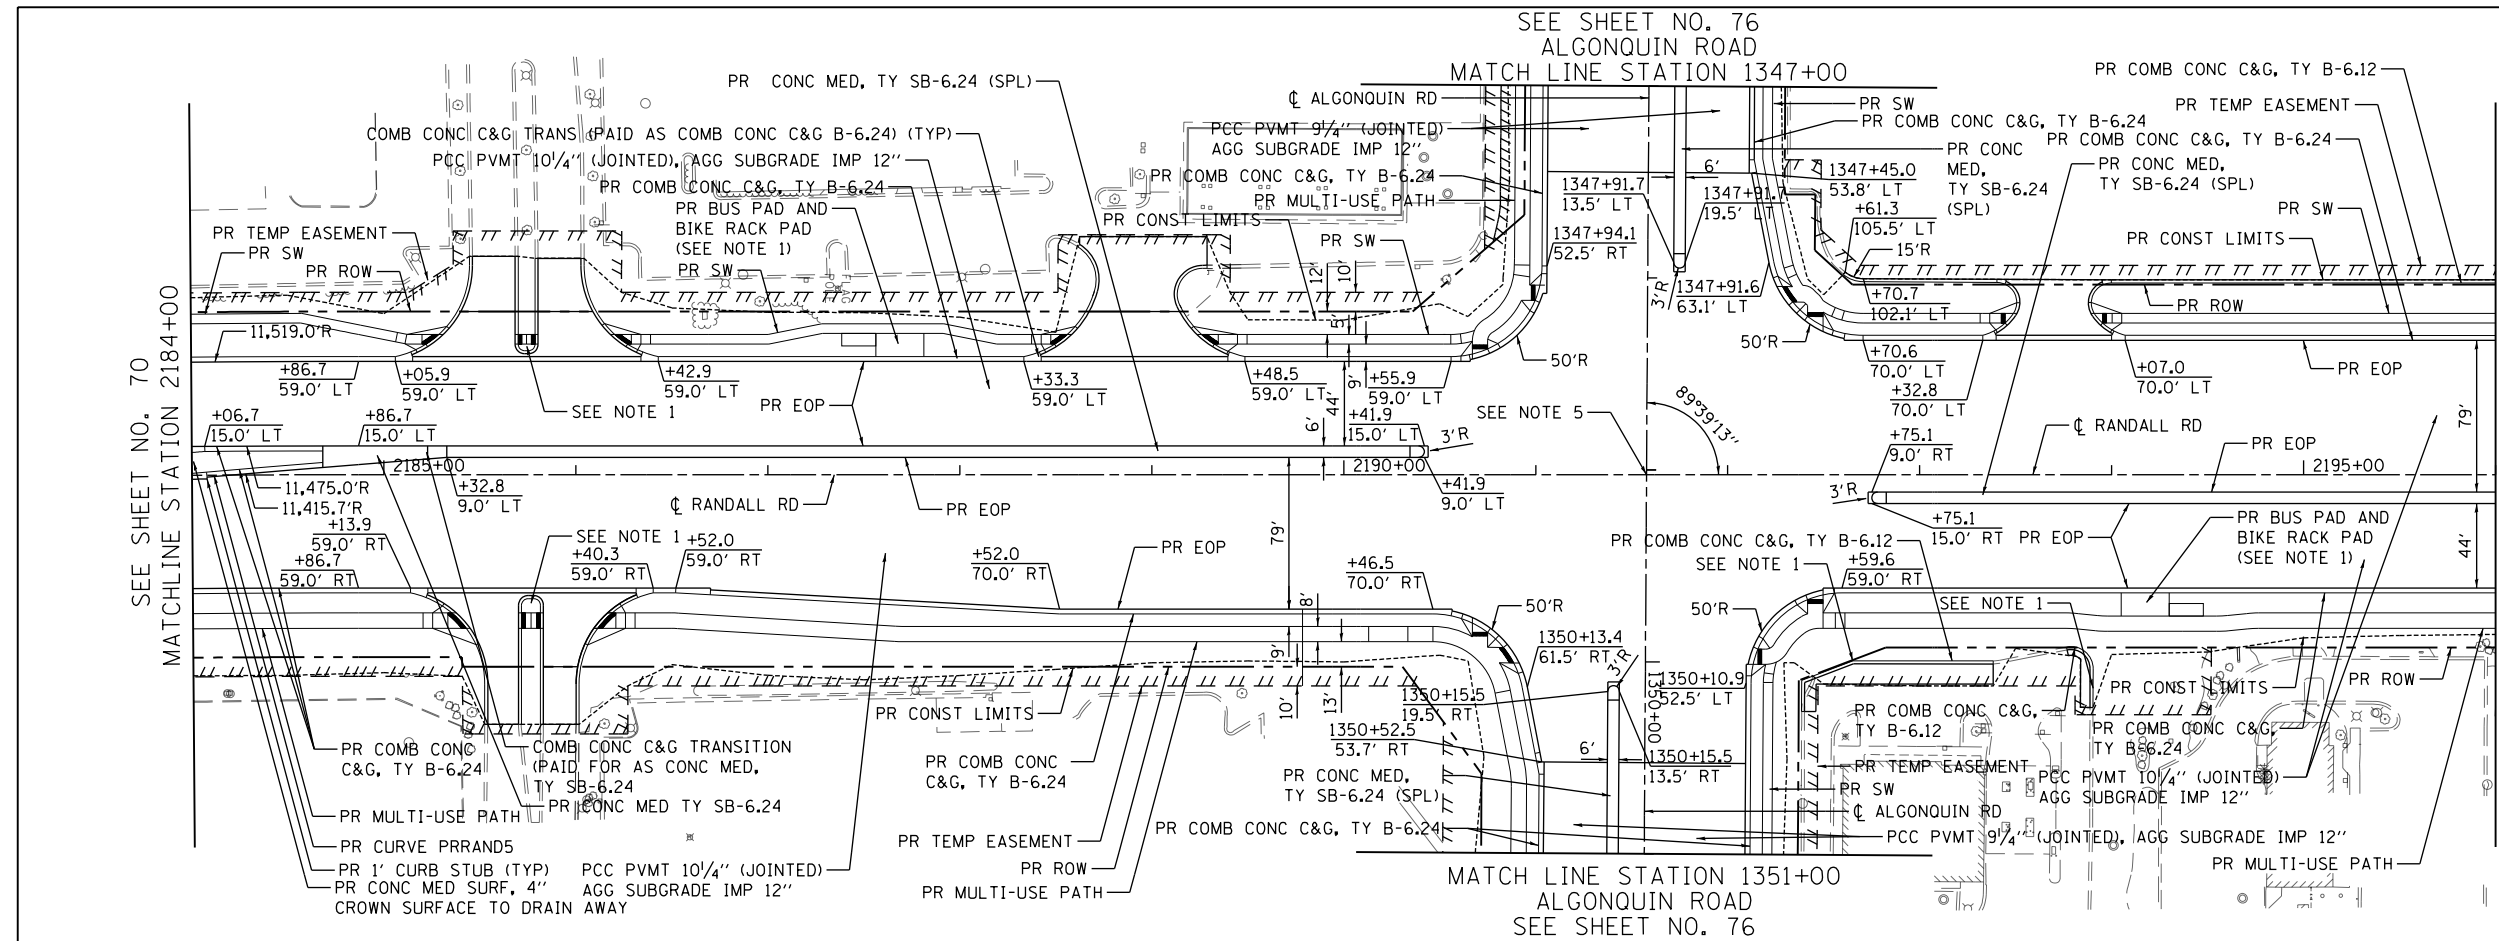 SEE SHEET NO. 76
ALGONQUIN ROAD
MATCH LINE STATION 1347+00
PR CONC MED, TY SB-6.24 (SPL)
COMB CONC C&G TRANS (PAID AS COMB CONC C&G B-6.24) (TYP)
PCC PVMT 10¼'' (JOINTED), AGG SUBGRADE IMP 12''
PR COMB CONC C&G, TY B-6.24
PR BUS PAD AND
BIKE RACK PAD
(SEE NOTE 1)
PR SW
PR TEMP EASEMENT
PR SW
PR ROW
11,519.0'R
℄ ALGONQUIN RD
PCC PVMT 9¼'' (JOINTED)
AGG SUBGRADE IMP 12''
PR COMB CONC C&G, TY B-6.24
PR MULTI-USE PATH
PR CONST LIMITS
PR SW
12'
10'
5'
9'
44'
6'
1347+91.7
13.5' LT
6'
1347+91.
19.5' LT
1347+94.1
52.5' RT
3'R
1347+91.6
63.1' LT
PR SW
PR COMB CONC C&G, TY B-6.24
PR CONC
MED,
TY SB-6.24
(SPL)
1347+45.0
53.8' LT
+61.3
105.5' LT
15'R
PR COMB CONC C&G, TY B-6.12
PR TEMP EASEMENT
PR COMB CONC C&G, TY B-6.24
PR CONC MED,
TY SB-6.24 (SPL)
PR SW
PR CONST LIMITS
+70.7
102.1' LT
PR ROW
50'R
50'R
+70.6
70.0' LT
+32.8
70.0' LT
+07.0
70.0' LT
PR EOP
SEE SHEET NO. 70
MATCHLINE STATION 2184+00
+86.7
59.0' LT
+05.9
59.0' LT
SEE NOTE 1
+42.9
59.0' LT
PR EOP
+33.3
59.0' LT
+48.5
59.0' LT
+55.9
59.0' LT
+06.7
15.0' LT
+86.7
15.0' LT
+41.9
15.0' LT
3'R
SEE NOTE 5
89°39'13''
℄ RANDALL RD
79'
PR EOP
2185+00
2190+00
2195+00
+75.1
9.0' RT
3'R
11,475.0'R
11,415.7'R
+32.8
9.0' LT
℄ RANDALL RD
PR EOP
+41.9
9.0' LT
+75.1
15.0' RT
PR EOP
44'
PR BUS PAD AND
BIKE RACK PAD
(SEE NOTE 1)
+13.9
59.0' RT
+86.7
59.0' RT
SEE NOTE 1
+40.3
59.0' RT
+52.0
59.0' RT
+52.0
70.0' RT
PR EOP
79'
+46.5
70.0' RT
PR COMB CONC C&G, TY B-6.12
SEE NOTE 1
+59.6
59.0' RT
SEE NOTE 1
50'R
50'R
8'
9'
10'
13'
1350+13.4
61.5' RT
3'R
1350+10.9
52.5' LT
1350+00
1350+15.5
19.5' RT
1350+52.5
53.7' RT
6'
1350+15.5
13.5' RT
PR CONST LIMITS
PR COMB CONC
C&G, TY B-6.24
PR CONC MED,
TY SB-6.24 (SPL)
PR COMB CONC C&G, TY B-6.24
PR TEMP EASEMENT
PR ROW
PR MULTI-USE PATH
PR COMB CONC
C&G, TY B-6.24
COMB CONC C&G TRANSITION
(PAID FOR AS CONC MED,
TY SB-6.24
PR CONC MED TY SB-6.24
PR MULTI-USE PATH
PR CURVE PRRAND5
PR 1' CURB STUB (TYP)
PR CONC MED SURF, 4''
CROWN SURFACE TO DRAIN AWAY
PCC PVMT 10¼'' (JOINTED)
AGG SUBGRADE IMP 12''
PR COMB CONC C&G,
TY B-6.12
PR CONST LIMITS
PR ROW
PR COMB CONC C&G,
TY B-6.24
PR TEMP EASEMENT
PCC PVMT 10¼'' (JOINTED)
AGG SUBGRADE IMP 12''
PR SW
℄ ALGONQUIN RD
PCC PVMT 9¼'' (JOINTED), AGG SUBGRADE IMP 12''
PR MULTI-USE PATH
MATCH LINE STATION 1351+00
ALGONQUIN ROAD
SEE SHEET NO. 76